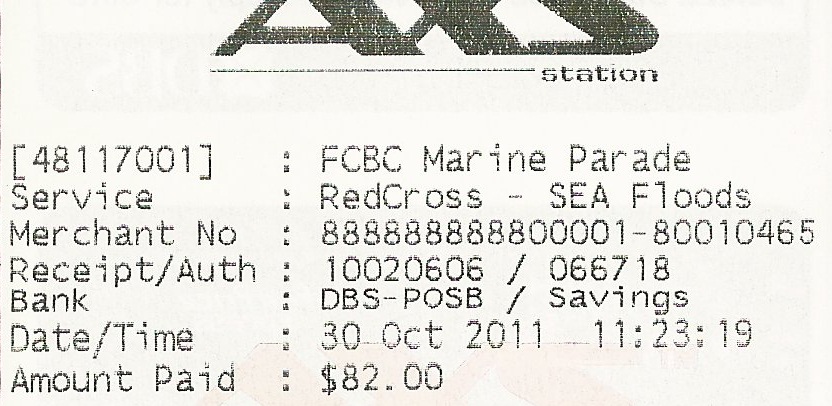 AXS
station
[48117001] : FCBC Marine Parade
Service : RedCross - SEA Floods
Merchant No : 888888888800001-80010465
Receipt/Auth : 10020606 / 066718
Bank : DBS-POSB / Savings
Date/Time : 30 Oct 2011 11:23:19
Amount Paid : $82.00